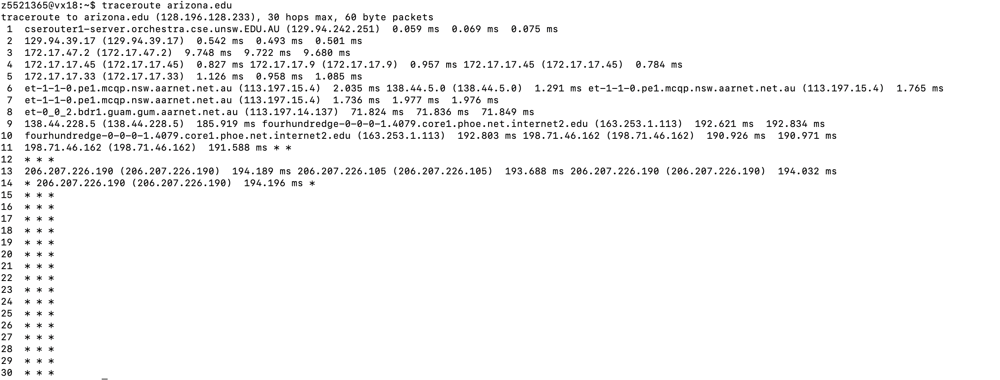 z5521365@vx18:~$ traceroute arizona.edu
traceroute to arizona.edu (128.196.128.233), 30 hops max, 60 byte packets
 1  cserouter1-server.orchestra.cse.unsw.EDU.AU (129.94.242.251)  0.059 ms  0.069 ms  0.075 ms
 2  129.94.39.17 (129.94.39.17)  0.542 ms  0.493 ms  0.501 ms
 3  172.17.47.2 (172.17.47.2)  9.748 ms  9.722 ms  9.680 ms
 4  172.17.17.45 (172.17.17.45)  0.827 ms 172.17.17.9 (172.17.17.9)  0.957 ms 172.17.17.45 (172.17.17.45)  0.784 ms
 5  172.17.17.33 (172.17.17.33)  1.126 ms  0.958 ms  1.085 ms
 6  et-1-1-0.pe1.mcqp.nsw.aarnet.net.au (113.197.15.4)  2.035 ms 138.44.5.0 (138.44.5.0)  1.291 ms et-1-1-0.pe1.mcqp.nsw.aarnet.net.au (113.197.15.4)  1.765 ms
 7  et-1-1-0.pe1.mcqp.nsw.aarnet.net.au (113.197.15.4)  1.736 ms  1.977 ms  1.976 ms
 8  et-0_0_2.bdr1.guam.gum.aarnet.net.au (113.197.14.137)  71.824 ms  71.836 ms  71.849 ms
 9  138.44.228.5 (138.44.228.5)  185.919 ms fourhundredge-0-0-0-1.4079.core1.phoe.net.internet2.edu (163.253.1.113)  192.621 ms  192.834 ms
10  fourhundredge-0-0-0-1.4079.core1.phoe.net.internet2.edu (163.253.1.113)  192.803 ms 198.71.46.162 (198.71.46.162)  190.926 ms  190.971 ms
11  198.71.46.162 (198.71.46.162)  191.588 ms * *
12  * * *
13  206.207.226.190 (206.207.226.190)  194.189 ms 206.207.226.105 (206.207.226.105)  193.688 ms 206.207.226.190 (206.207.226.190)  194.032 ms
14  * 206.207.226.190 (206.207.226.190)  194.196 ms *
15  * * *
16  * * *
17  * * *
18  * * *
19  * * *
20  * * *
21  * * *
22  * * *
23  * * *
24  * * *
25  * * *
26  * * *
27  * * *
28  * * *
29  * * *
30  * * *